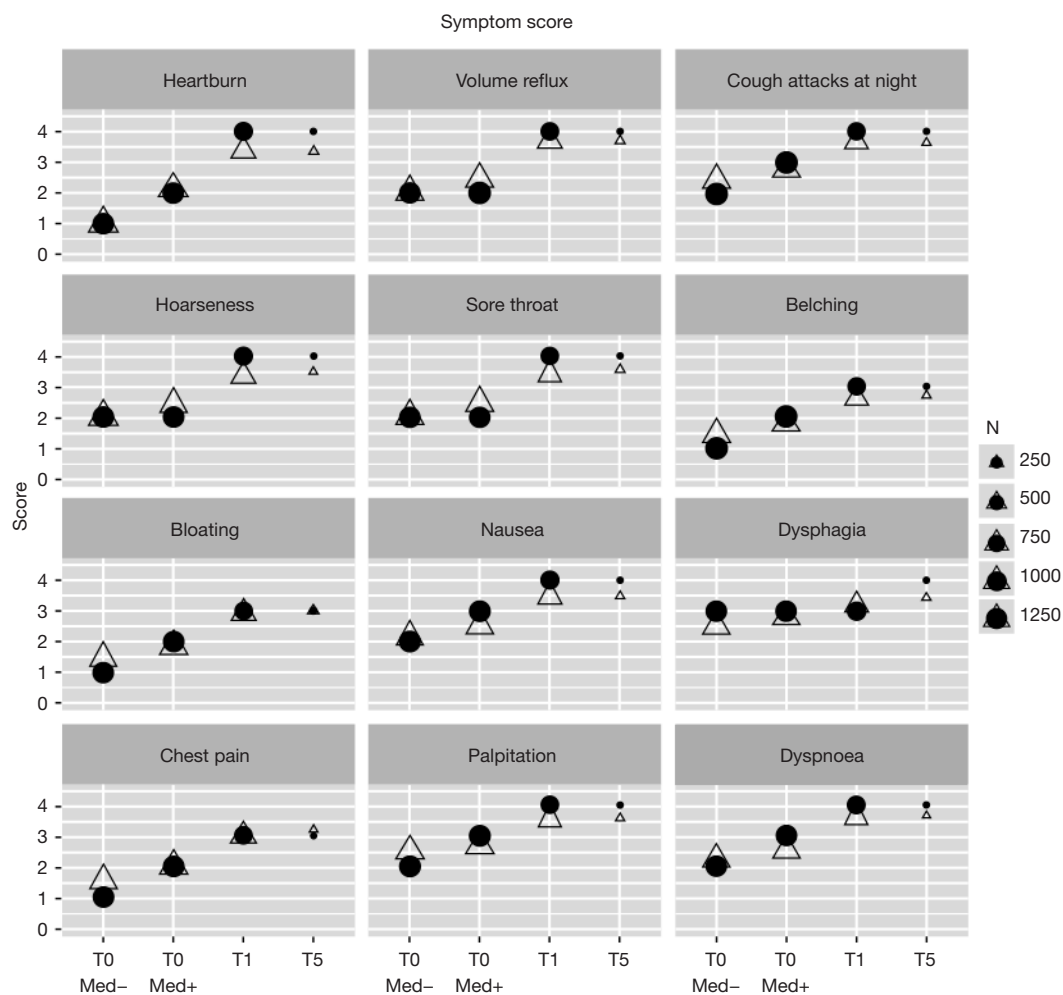 Symptom score
Heartburn
Volume reflux
Cough attacks at night
4
3
2
1
0
Hoarseness
Sore throat
Belching
4
3
2
1
0
Score
Bloating
Nausea
Dysphagia
4
3
2
1
0
Chest pain
Palpitation
Dyspnoea
4
3
2
1
0
T0
Med−
T0
Med+
T1
T5
T0
Med−
T0
Med+
T1
T5
T0
Med−
T0
Med+
T1
T5
N
250
500
750
1000
1250